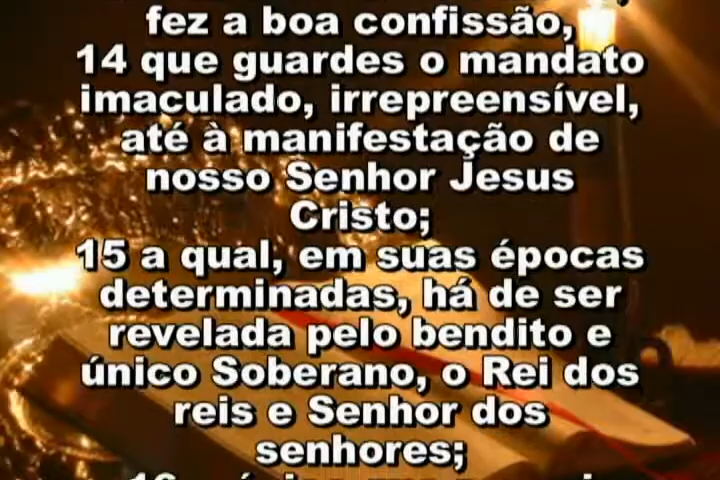 fez a boa confissão,
14 que guardes o mandato
imaculado, irrepreensível,
até à manifestação de
nosso Senhor Jesus
Cristo;
15 a qual, em suas épocas
determinadas, há de ser
revelada pelo bendito e
único Soberano, o Rei dos
reis e Senhor dos
senhores;